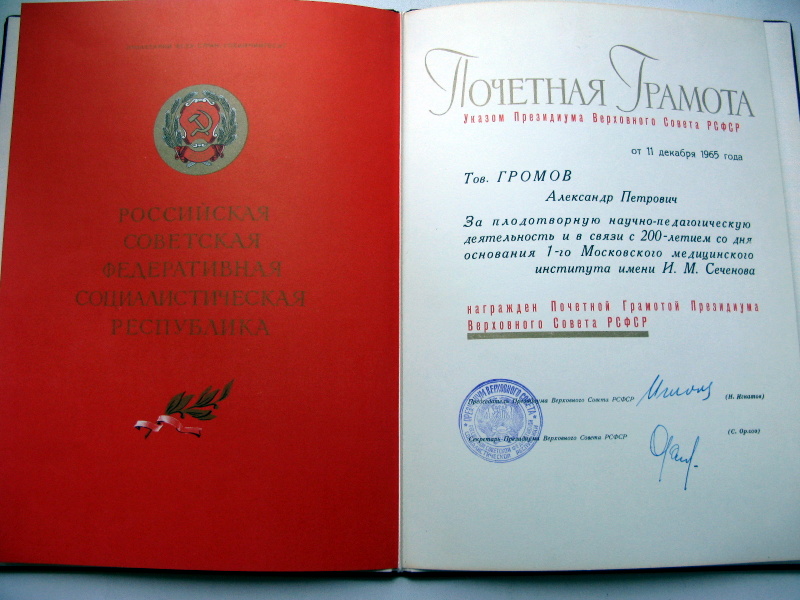 РОССИЙСКАЯ
СОВЕТСКАЯ
ФЕДЕРАТИВНАЯ
СОЦИАЛИСТИЧЕСКАЯ
РЕСПУБЛИКА
ПОЧЕТНАЯ ГРАМОТА
Указом Президиума Верховного Совета РСФСР
от 11 декабря 1965 года
Тов. ГРОМОВ
Александр Петрович
За плодотворную научно-педагогическую
деятельность и в связи с 200-летием со дня
основания 1-го Московского медицинского
института имени И. М. Сеченова
награжден Почетной Грамотой Президиума
Верховного Совета РСФСР
Председатель Президиума Верховного Совета РСФСР (Н. Игнатов)
Секретарь Президиума Верховного Совета РСФСР (С. Орлов)